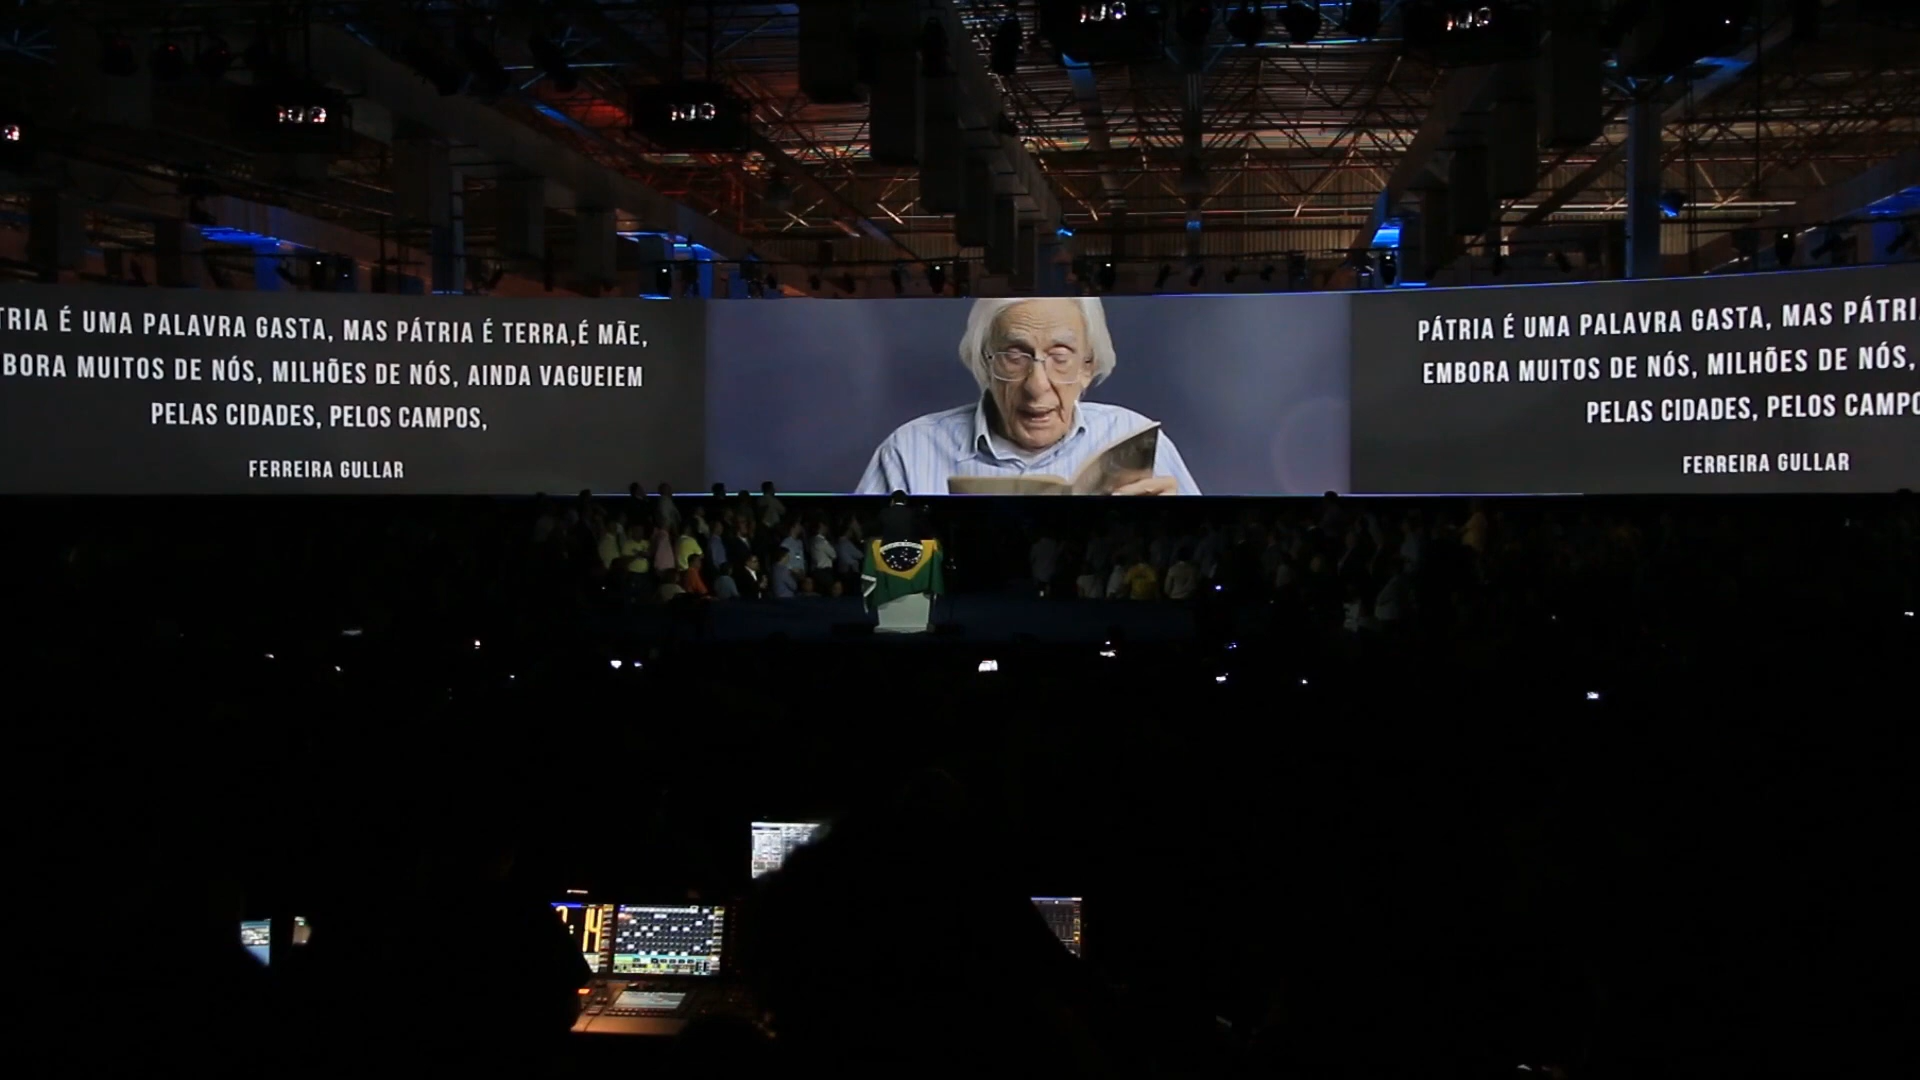 TRIA É UMA PALAVRA GASTA, MAS PÁTRIA É TERRA,É MÃE,
BORA MUITOS DE NÓS, MILHÕES DE NÓS, AINDA VAGUEIEM
PELAS CIDADES, PELOS CAMPOS,
FERREIRA GULLAR
PÁTRIA É UMA PALAVRA GASTA, MAS PÁTRI
EMBORA MUITOS DE NÓS, MILHÕES DE NÓS,
PELAS CIDADES, PELOS CAMPO
FERREIRA GULLAR